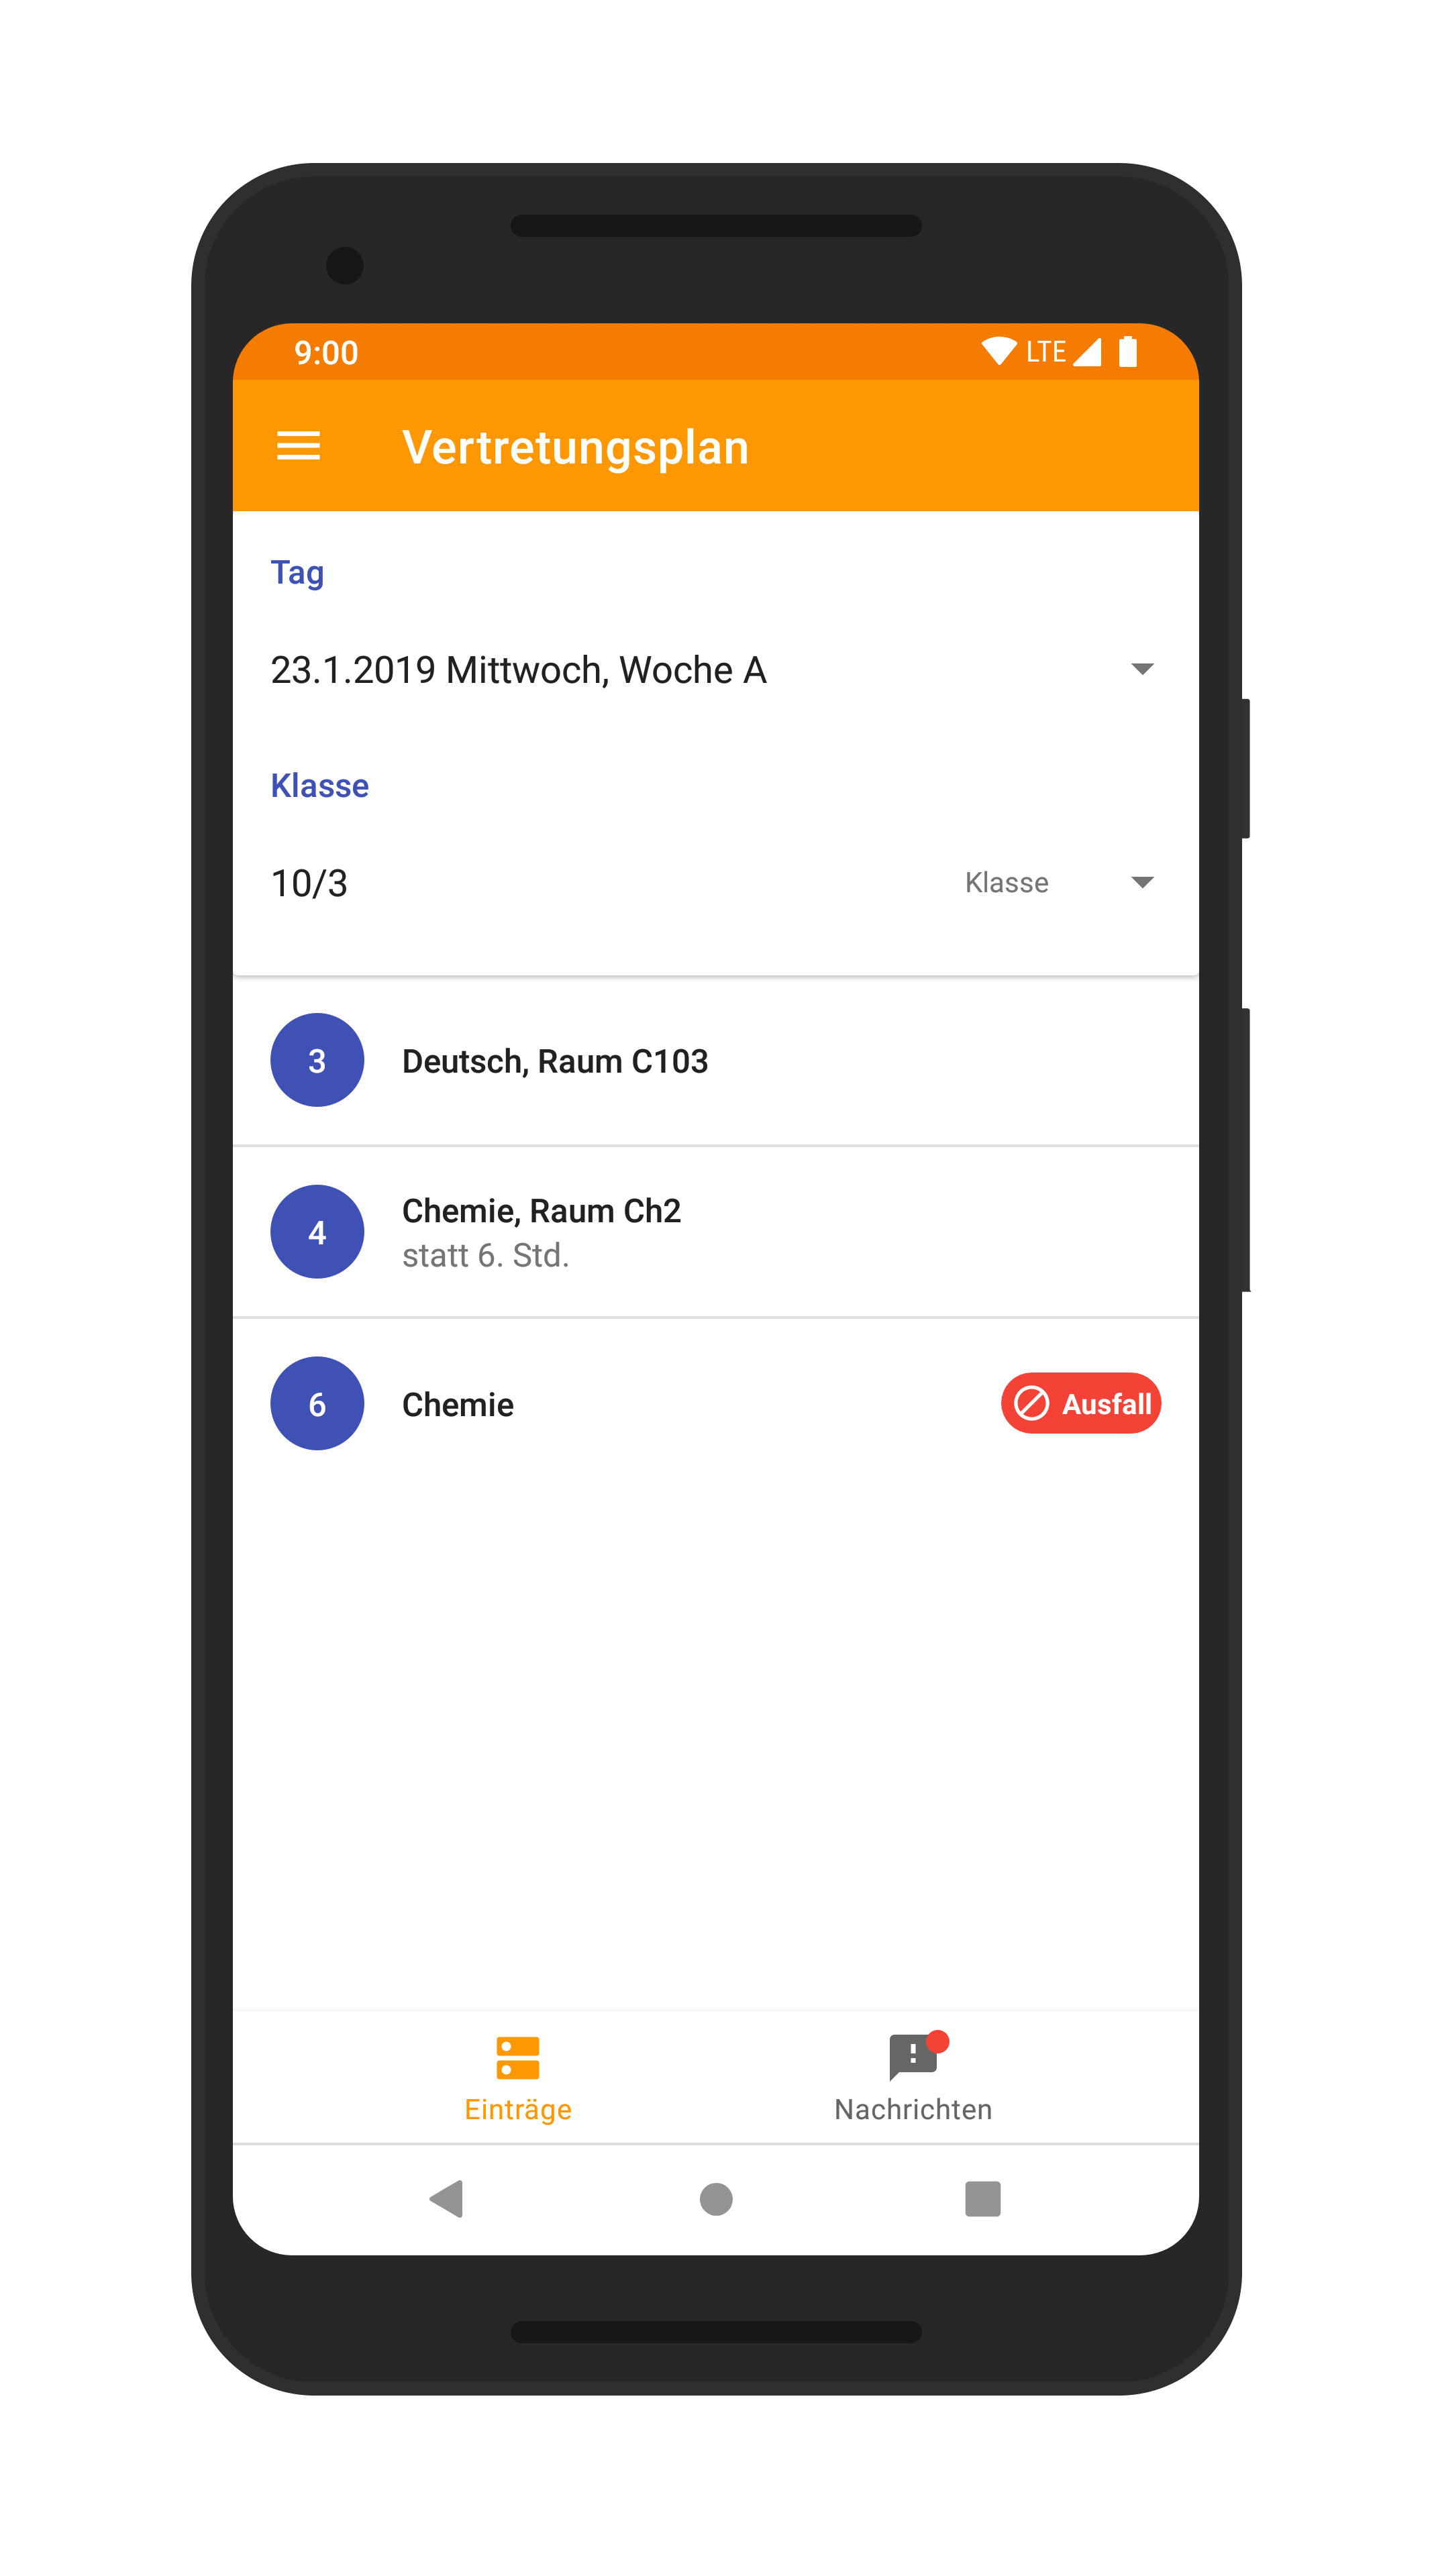 9:00 LTE
Vertretungsplan
Tag
23.1.2019 Mittwoch, Woche A
Klasse
10/3 Klasse
3 Deutsch, Raum C103
4 Chemie, Raum Ch2
statt 6. Std.
6 Chemie Ausfall
Einträge Nachrichten